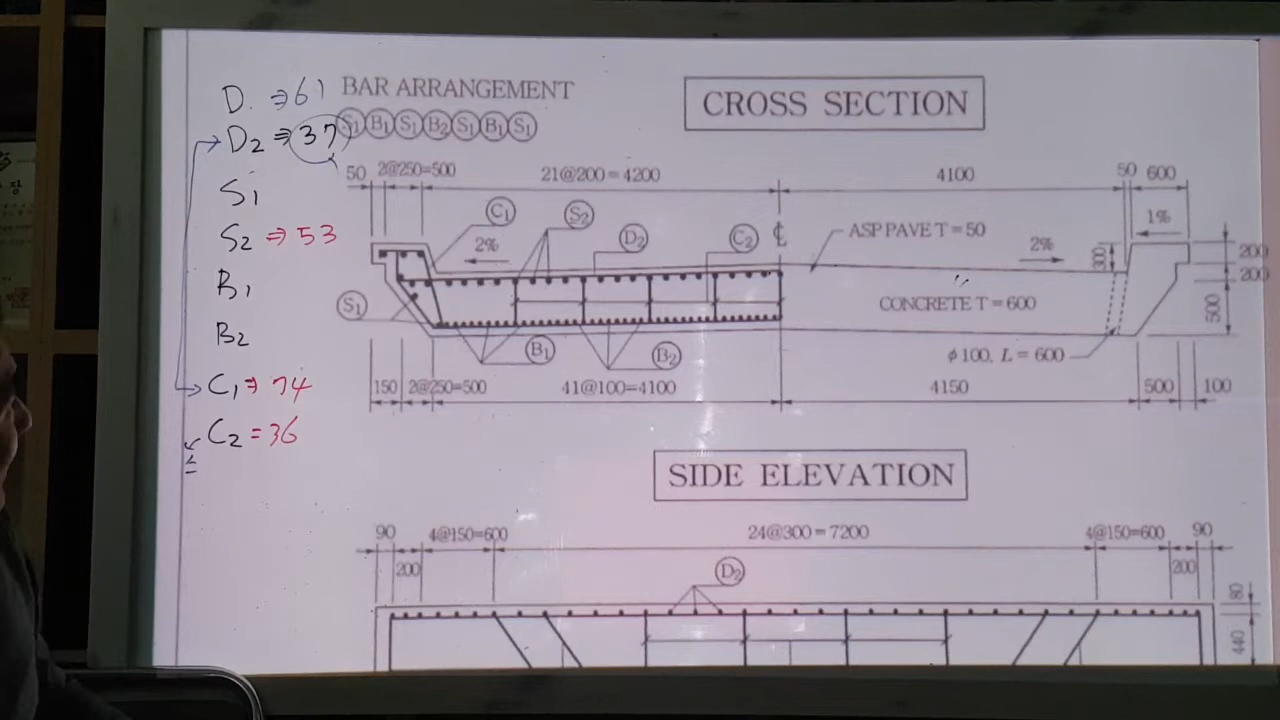 D. ⇒ 61
BAR ARRANGEMENT
CROSS SECTION
D2 ⇒ 37
S1 B1 S1 B2 S1 B1 S1
50 2@250=500 21@200=4200 4100 50 600
S1
S2 ⇒ 53
C1 S2 D2 C2 ℄
2% ASP PAVE T=50 2% 1%
300 200
200
B1
S1 CONCRETE T=600 500
B2
B1 B2 ϕ100, L=600
C1 ⇒ 74
150 2@250=500 41@100=4100 4150 500 100
C2 = 36
SIDE ELEVATION
90 4@150=600 24@300=7200 4@150=600 90
200 D2 200
80
440